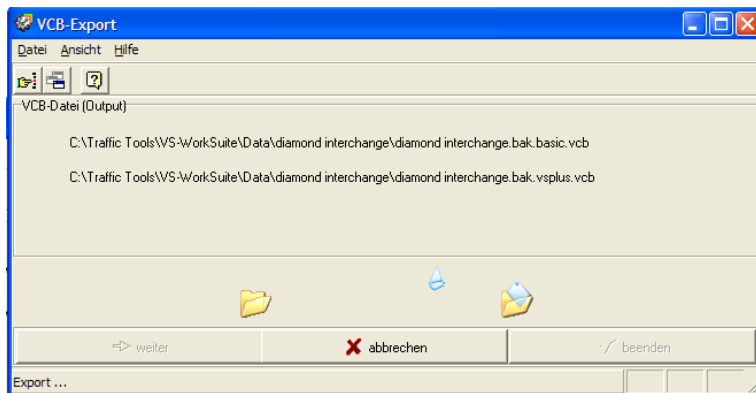 VCB-Export
Datei Ansicht Hilfe
VCB-Datei (Output)
C:\Traffic Tools\VS-WorkSuite\Data\diamond interchange\diamond interchange.bak.basic.vcb
C:\Traffic Tools\VS-WorkSuite\Data\diamond interchange\diamond interchange.bak.vsplus.vcb
weiter abbrechen beenden
Export ...